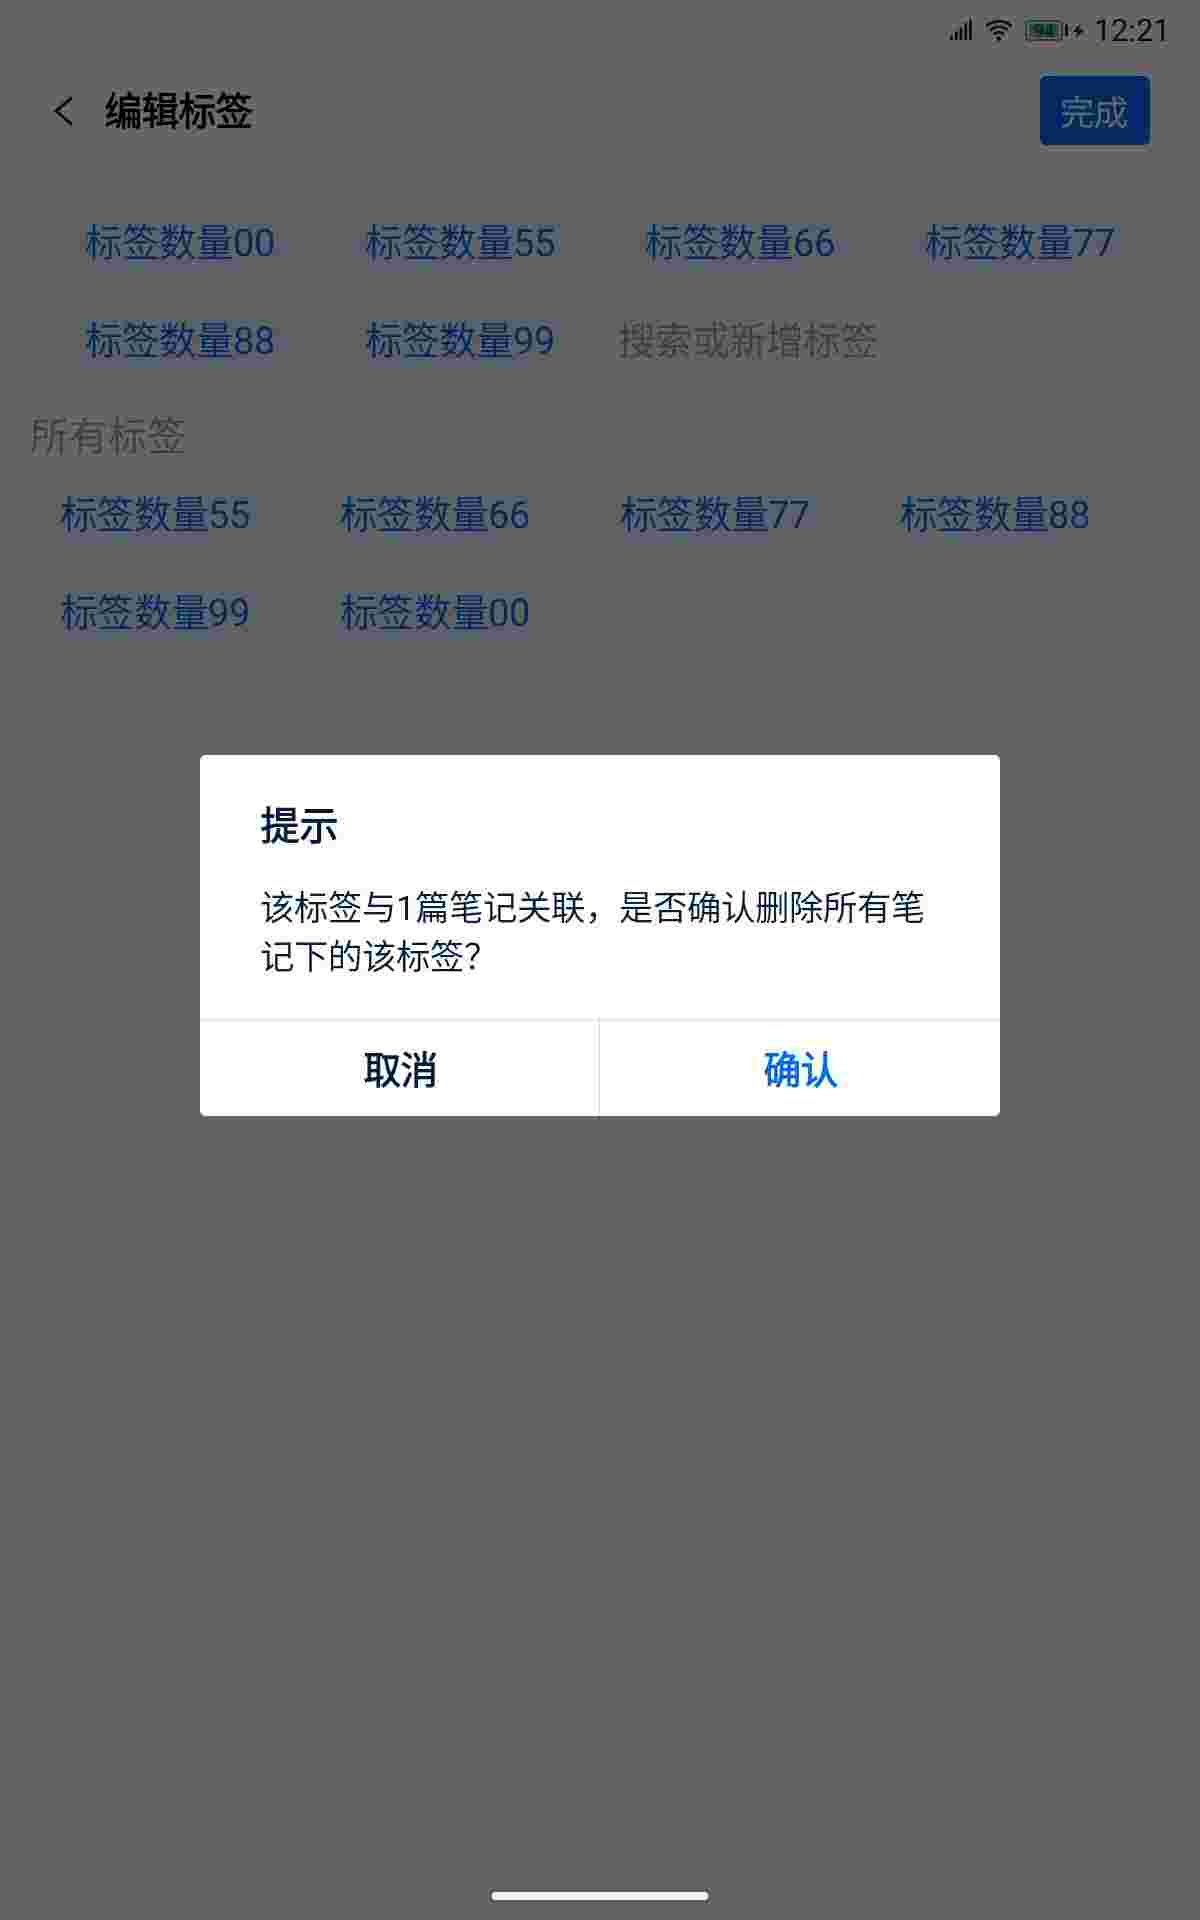 94 12:21
编辑标签 完成
标签数量00 标签数量55 标签数量66 标签数量77
标签数量88 标签数量99 搜索或新增标签
所有标签
标签数量55 标签数量66 标签数量77 标签数量88
标签数量99 标签数量00
提示
该标签与1篇笔记关联，是否确认删除所有笔
记下的该标签？
取消 确认